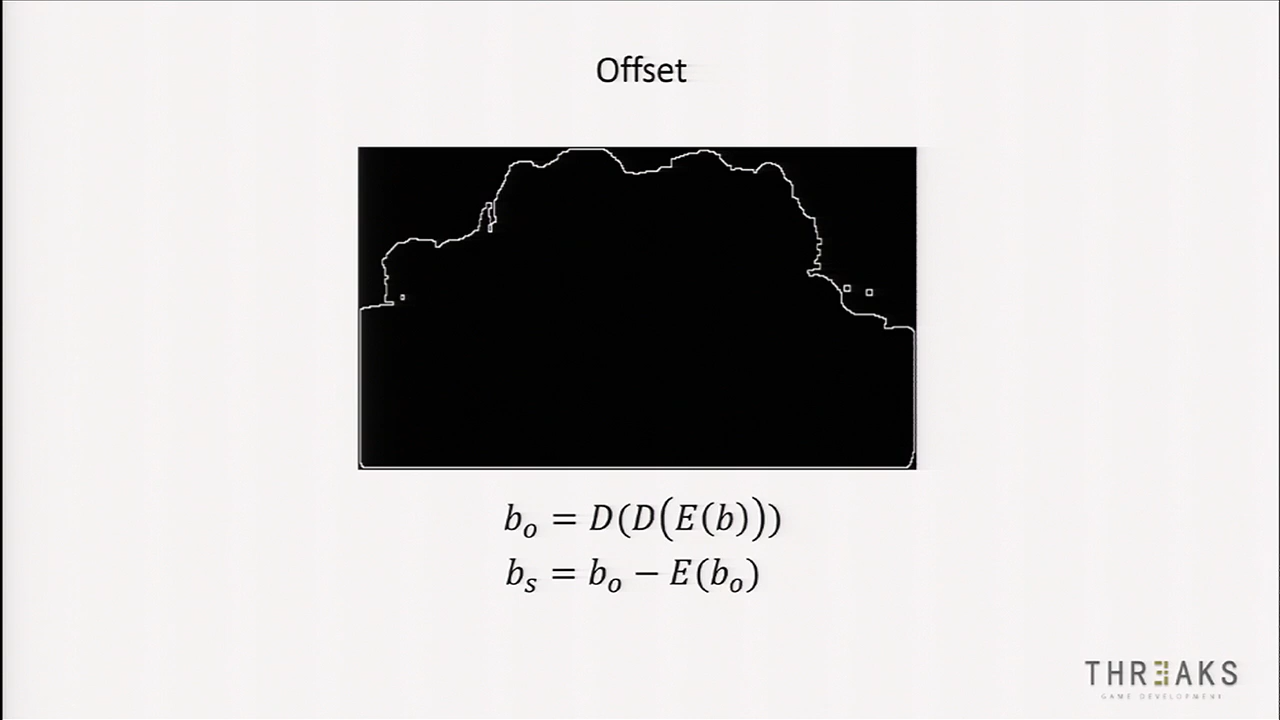 Offset
b_o = D(D(E(b)))
b_s = b_o − E(b_o)
THREAKS
GAME DEVELOPMENT